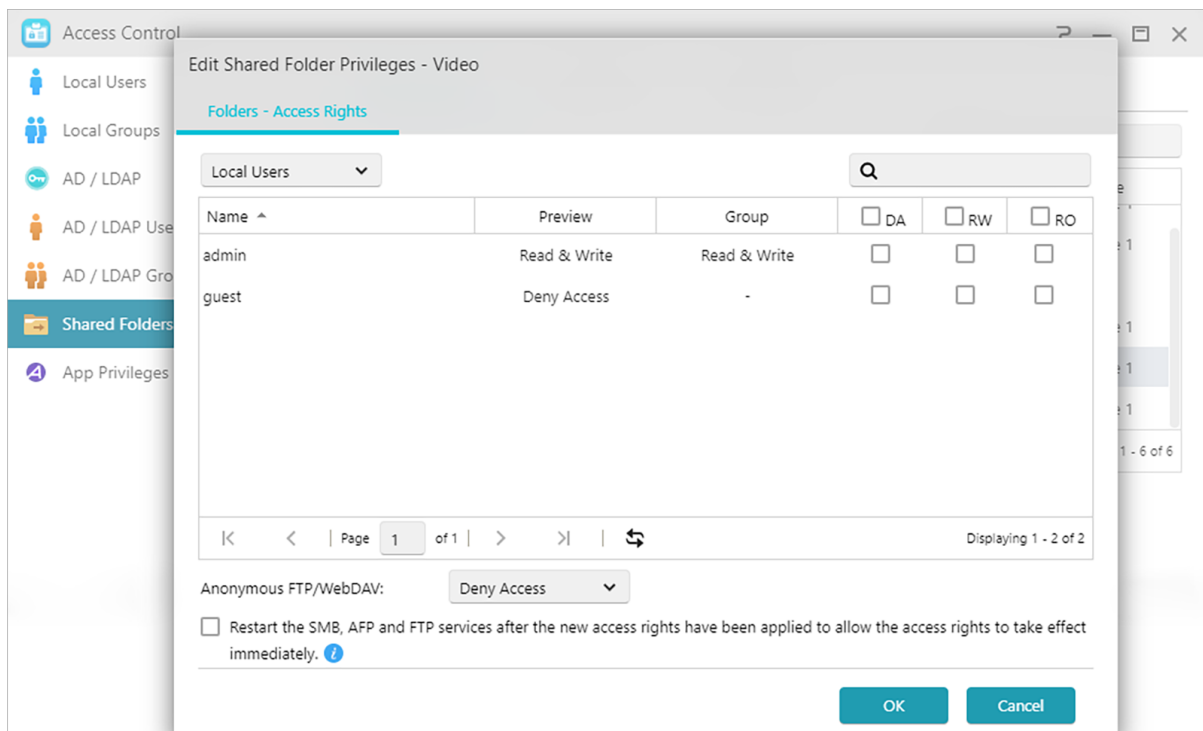 Access Control
Edit Shared Folder Privileges - Video
Local Users
Folders - Access Rights
Local Groups
AD / LDAP
Local Users
Name Preview Group DA RW RO
AD / LDAP Use
admin Read & Write Read & Write
AD / LDAP Gro
guest Deny Access -
Shared Folders
App Privileges
e 1
e 1
e 1
e 1
1 - 6 of 6
Page 1 of 1 Displaying 1 - 2 of 2
Anonymous FTP/WebDAV: Deny Access
Restart the SMB, AFP and FTP services after the new access rights have been applied to allow the access rights to take effect
immediately.
OK Cancel